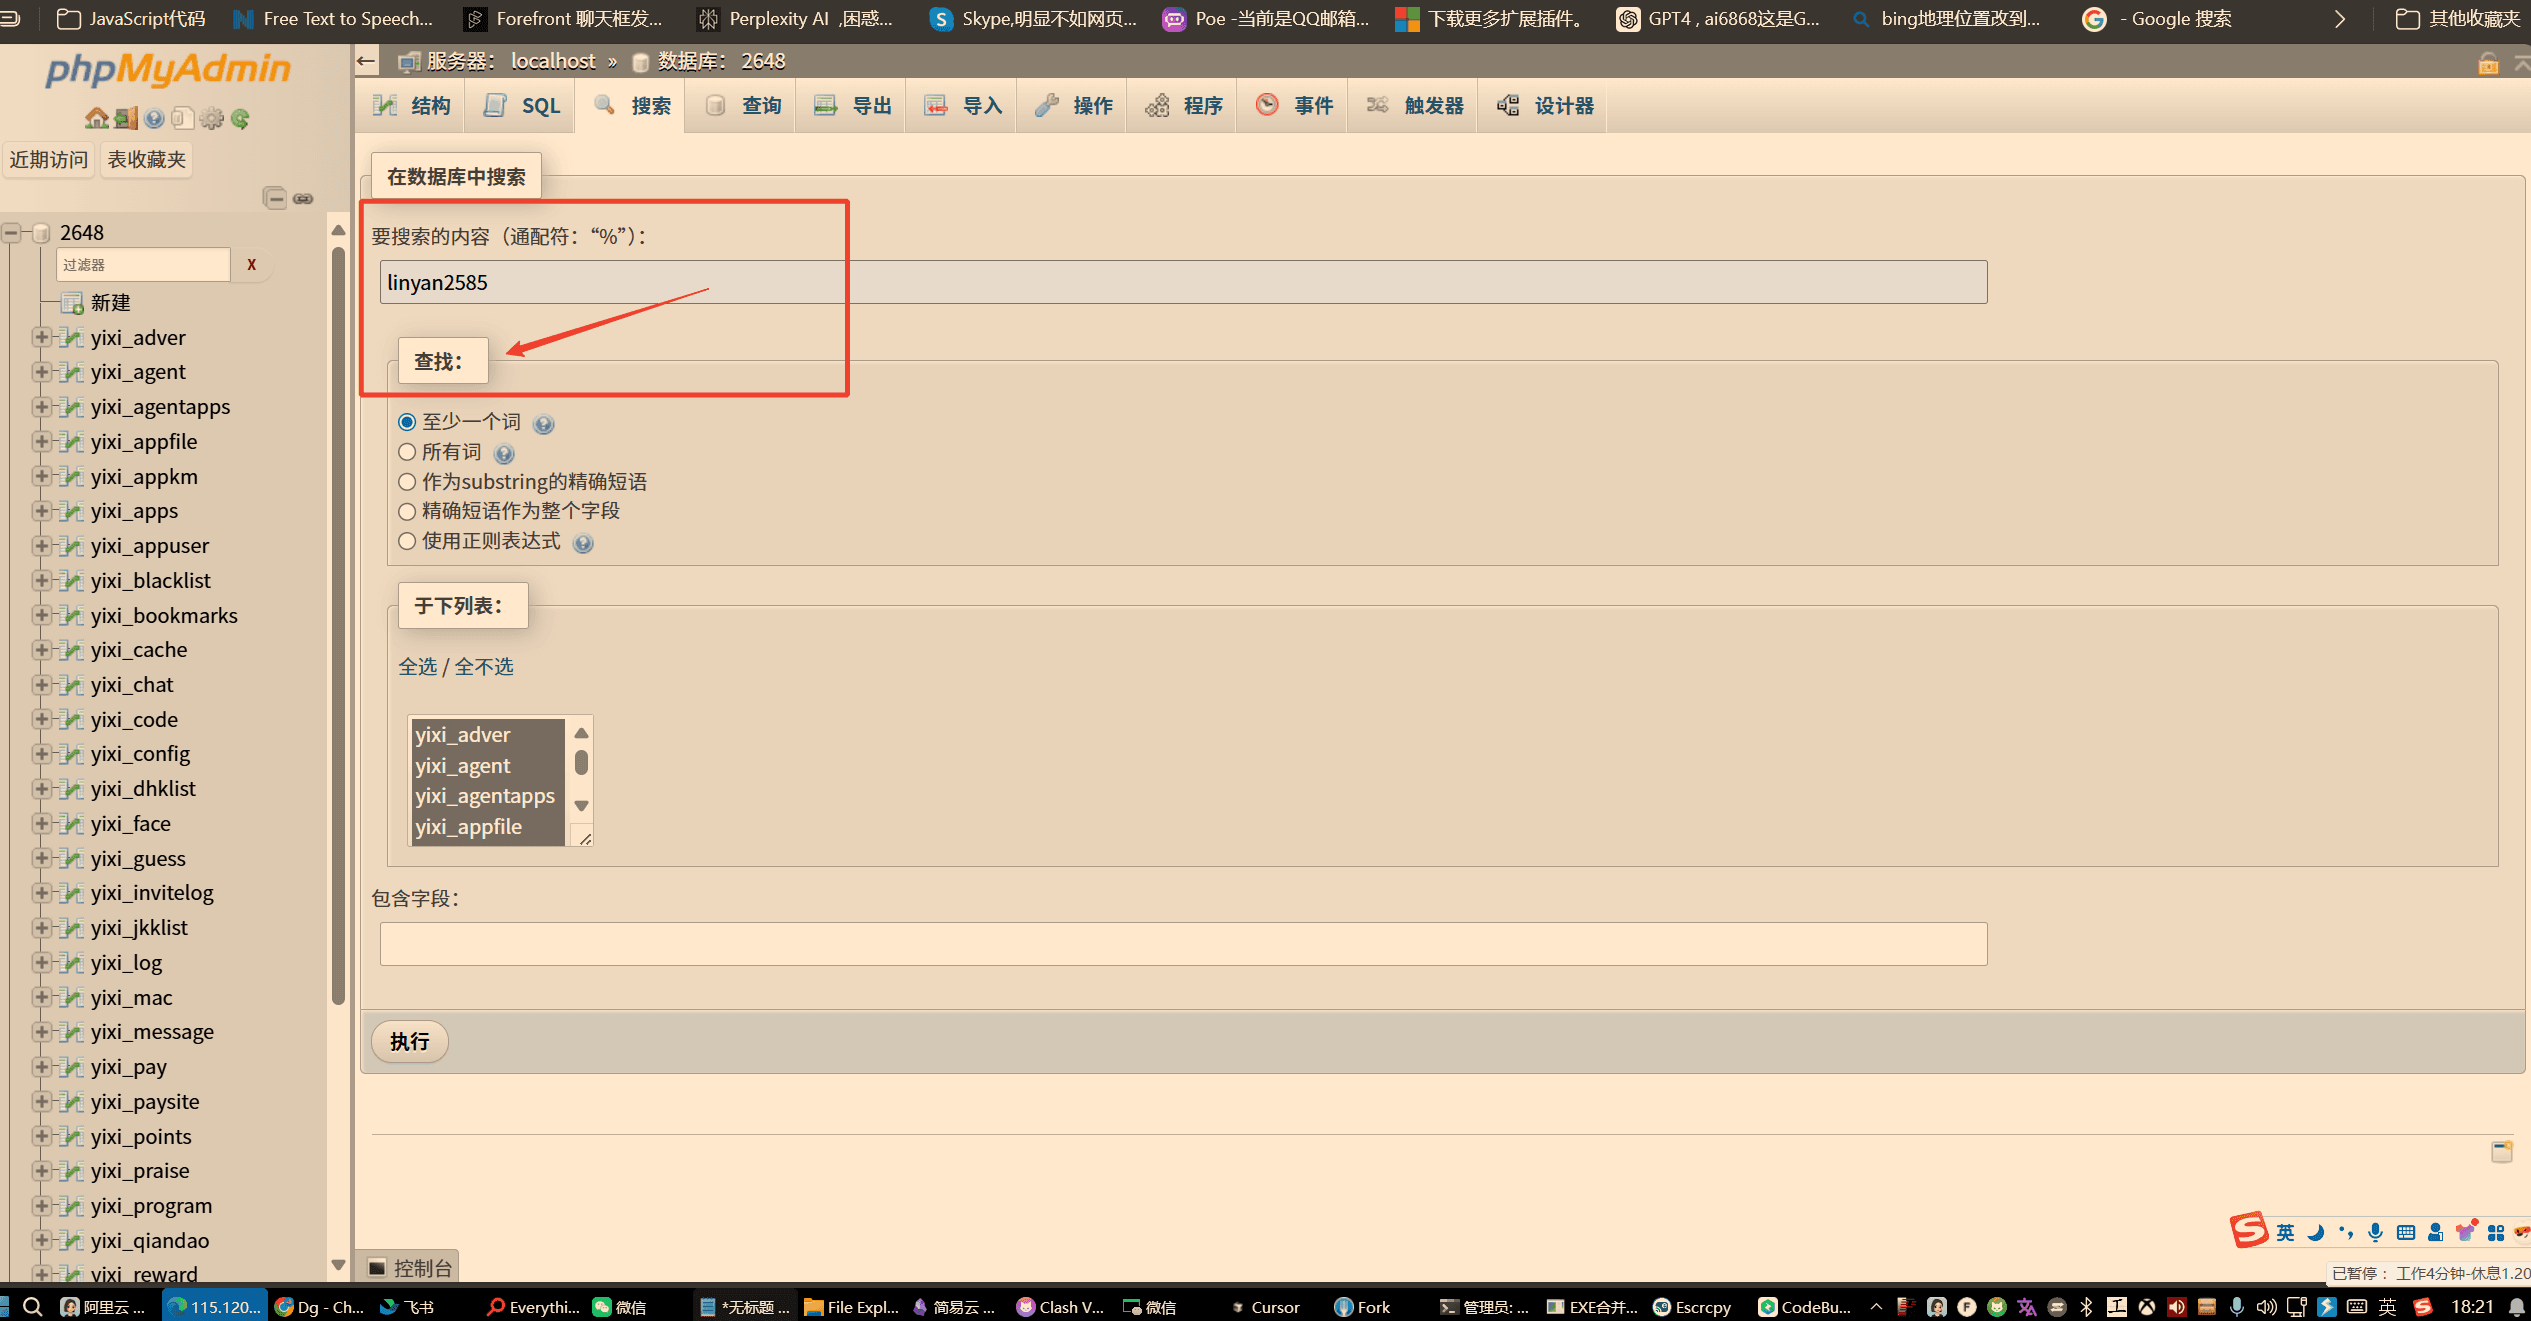 JavaScript代码
Free Text to Speech...
Forefront 聊天框发...
Perplexity AI ,困惑...
Skype,明显不如网页...
Poe -当前是QQ邮箱...
下载更多扩展插件。
GPT4 , ai6868这是G...
bing地理位置改到...
- Google 搜索
其他收藏夹
phpMyAdmin
近期访问
表收藏夹
2648
过滤器
X
新建
yixi_adver
yixi_agent
yixi_agentapps
yixi_appfile
yixi_appkm
yixi_apps
yixi_appuser
yixi_blacklist
yixi_bookmarks
yixi_cache
yixi_chat
yixi_code
yixi_config
yixi_dhklist
yixi_face
yixi_guess
yixi_invitelog
yixi_jkklist
yixi_log
yixi_mac
yixi_message
yixi_pay
yixi_paysite
yixi_points
yixi_praise
yixi_program
yixi_qiandao
yixi_reward
服务器: localhost » 数据库: 2648
结构
SQL
搜索
查询
导出
导入
操作
程序
事件
触发器
设计器
在数据库中搜索
要搜索的内容（通配符：“%”）：
linyan2585
查找：
至少一个词
所有词
作为substring的精确短语
精确短语作为整个字段
使用正则表达式
于下列表：
全选 / 全不选
yixi_adver
yixi_agent
yixi_agentapps
yixi_appfile
包含字段：
执行
控制台
英
已暂停： 工作4分钟-休息1.20
阿里云 ...
115.120...
Dg - Ch...
飞书
Everythi...
微信
*无标题 ...
File Expl...
简易云 ...
Clash V...
微信
Cursor
Fork
管理员: ...
EXE合并...
Escrcpy
CodeBu...
英
18:21